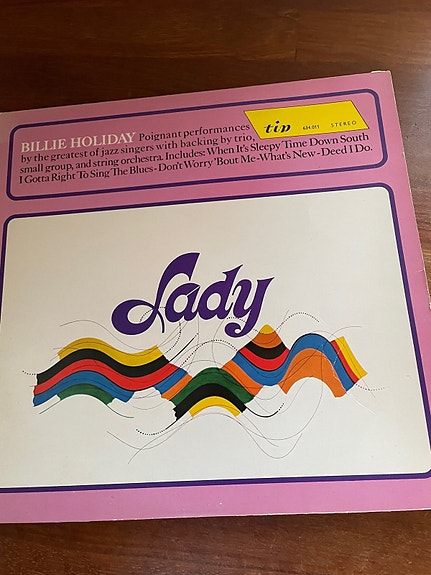 BILLIE HOLIDAY Poignant performances
by the greatest of jazz singers with backing by trio,
small group, and string orchestra. Includes: When It's Sleepy Time Down South
I Gotta Right To Sing The Blues-Don't Worry 'Bout Me-What's New-Deed I Do.
tip 634.011 STEREO
Lady